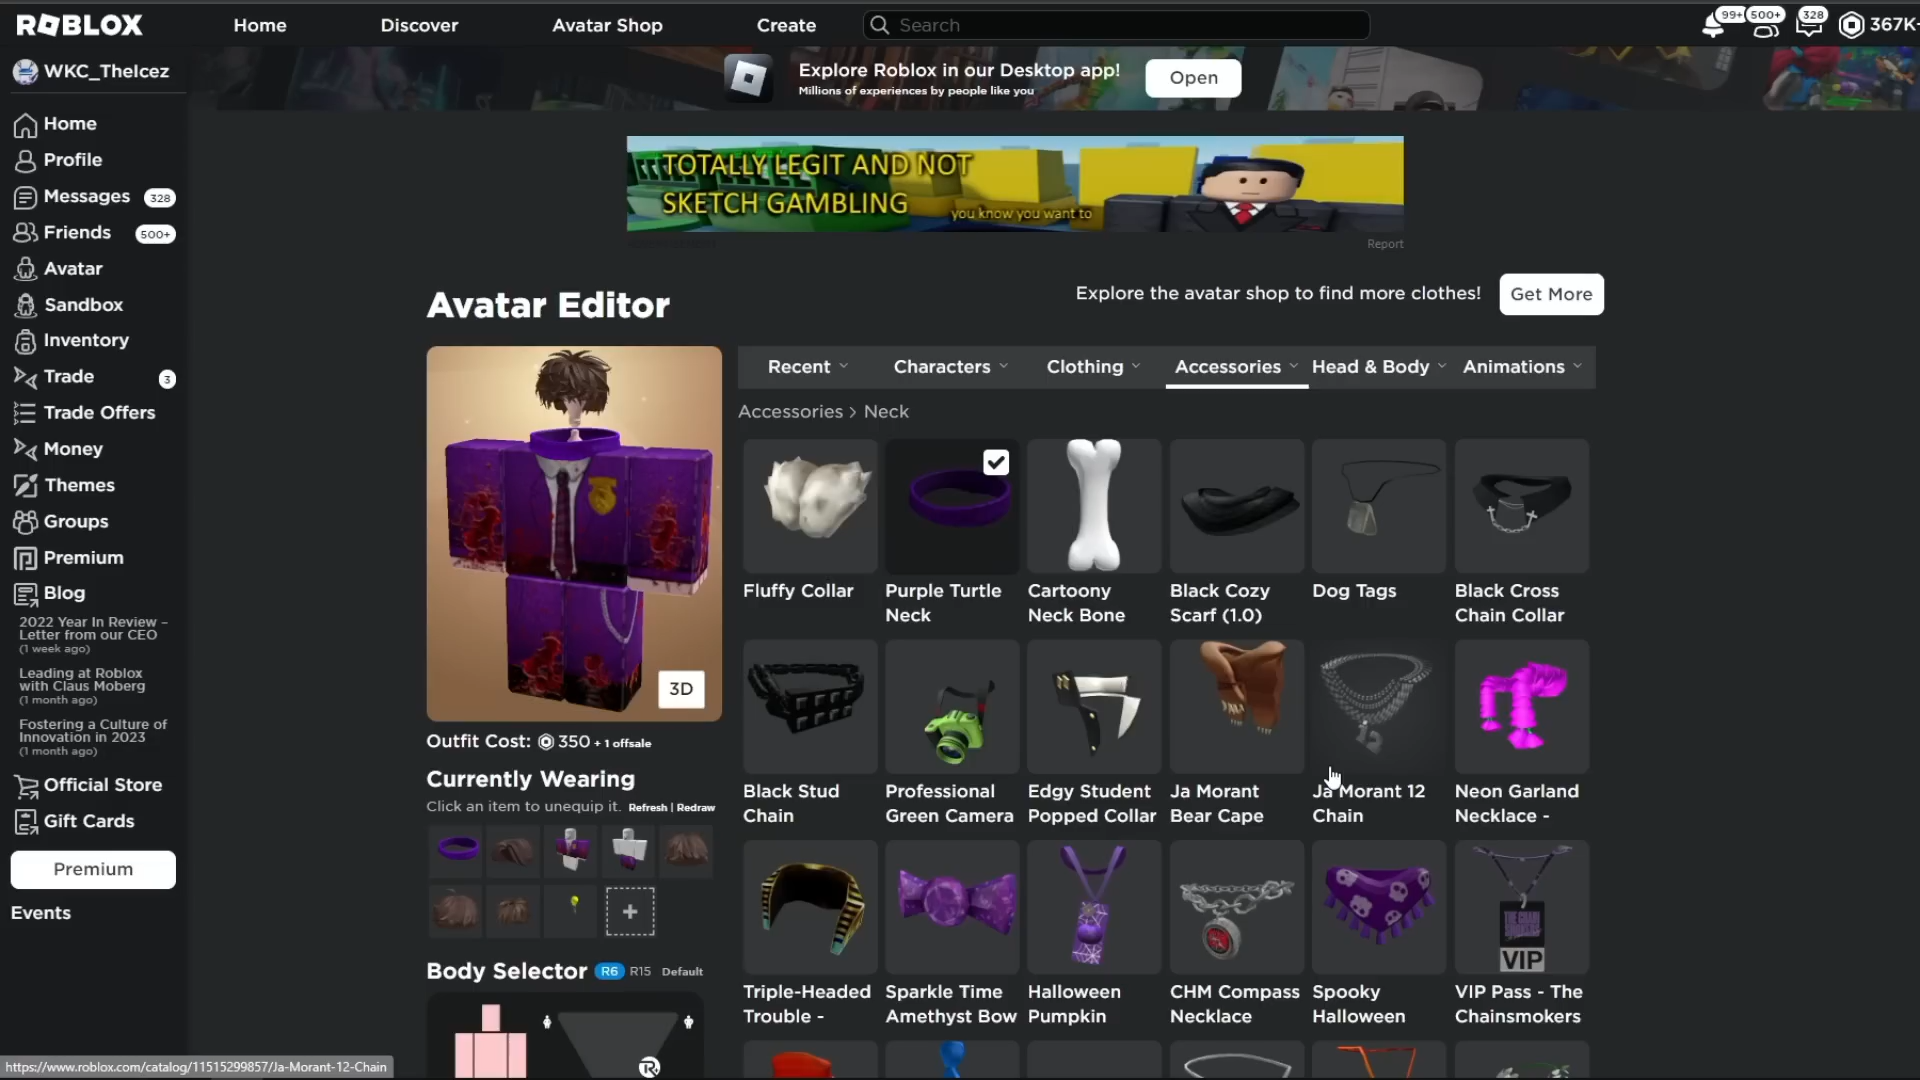 ROBLOX
Home
Discover
Avatar Shop
Create
Search
99+
500+
328
367K+
WKC_TheIcez
Explore Roblox in our Desktop app!
Millions of experiences by people like you
Open
Home
Profile
Messages 328
Friends 500+
Avatar
Sandbox
Inventory
Trade 3
Trade Offers
Money
Themes
Groups
Premium
Blog
2022 Year In Review –
Letter from our CEO
(1 week ago)
Leading at Roblox
with Claus Moberg
(1 month ago)
Fostering a Culture of
Innovation in 2023
(1 month ago)
Official Store
Gift Cards
Premium
Events
TOTALLY LEGIT AND NOT
SKETCH GAMBLING
you know you want to
Report
Avatar Editor
Explore the avatar shop to find more clothes!
Get More
3D
Outfit Cost: 350 + 1 offsale
Currently Wearing
Click an item to unequip it. Refresh | Redraw
Body Selector R6 R15 Default
Recent
Characters
Clothing
Accessories
Head & Body
Animations
Accessories > Neck
Fluffy Collar
Purple Turtle
Neck
Cartoony
Neck Bone
Black Cozy
Scarf (1.0)
Dog Tags
Black Cross
Chain Collar
12
Black Stud
Chain
Professional
Green Camera
Edgy Student
Popped Collar
Ja Morant
Bear Cape
Ja Morant 12
Chain
Neon Garland
Necklace -
THE CHAIN
SMOKERS
VIP
Triple-Headed
Trouble -
Sparkle Time
Amethyst Bow
Halloween
Pumpkin
CHM Compass
Necklace
Spooky
Halloween
VIP Pass - The
Chainsmokers
https://www.roblox.com/catalog/11515299857/Ja-Morant-12-Chain